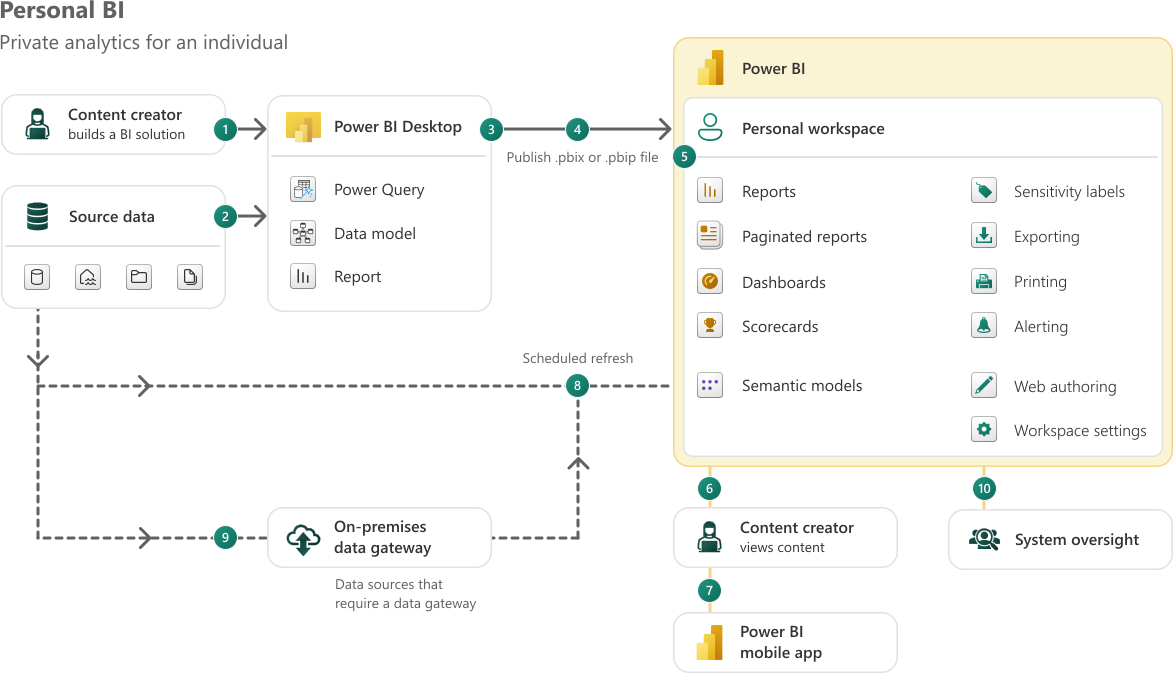 Personal BI
Private analytics for an individual
Content creator
builds a BI solution
1
Source data
2
Power BI Desktop
Power Query
Data model
Report
3
4
Publish .pbix or .pbip file
Power BI
Personal workspace
5
Reports
Paginated reports
Dashboards
Scorecards
Semantic models
Sensitivity labels
Exporting
Printing
Alerting
Web authoring
Workspace settings
Scheduled refresh
8
9
On-premises
data gateway
Data sources that
require a data gateway
6
Content creator
views content
7
Power BI
mobile app
10
System oversight